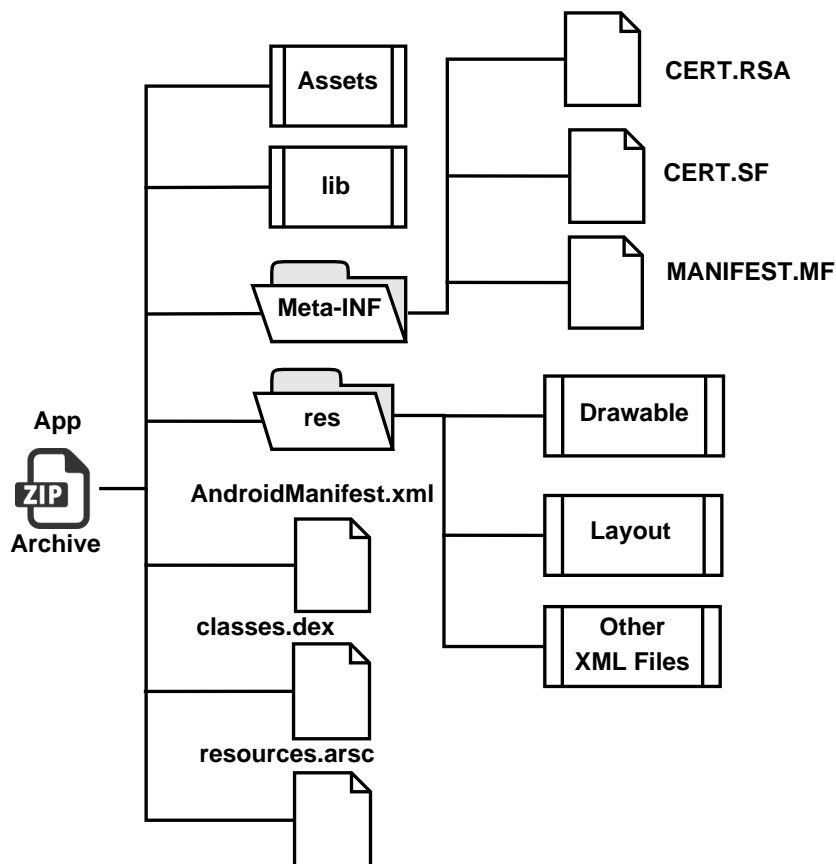 App
ZIP
Archive
Assets
lib
Meta-INF
CERT.RSA
CERT.SF
MANIFEST.MF
res
Drawable
Layout
Other
XML Files
AndroidManifest.xml
classes.dex
resources.arsc